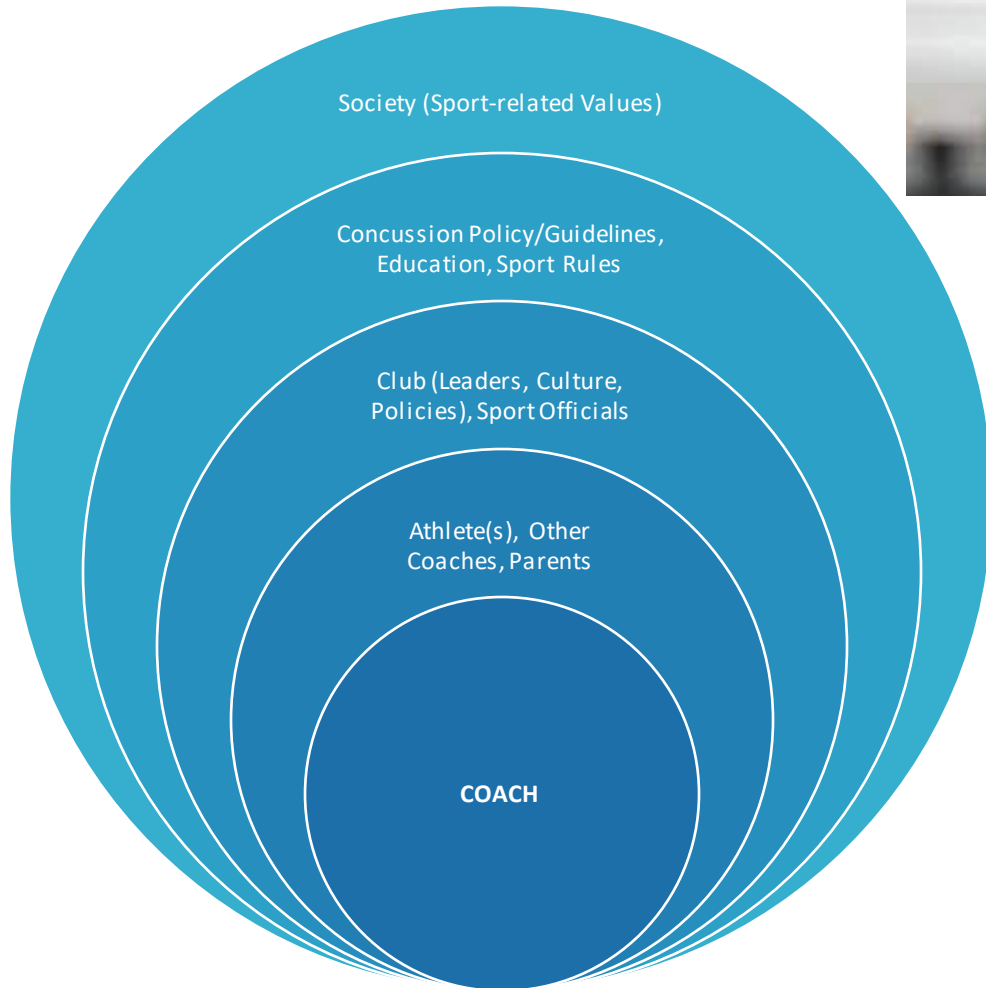 Society (Sport-related Values)
Concussion Policy/Guidelines,
Education, Sport Rules
Club (Leaders, Culture,
Policies), Sport Officials
Athlete(s), Other
Coaches, Parents
COACH